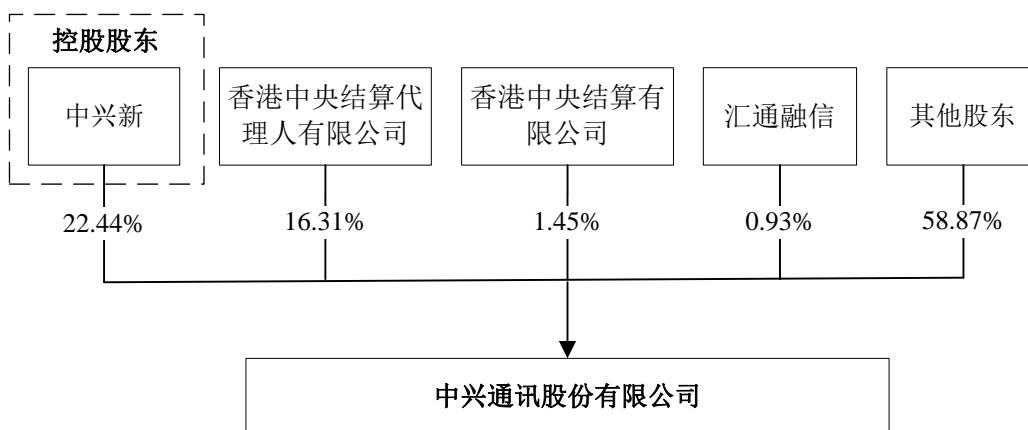 控股股东
中兴新
香港中央结算代
理人有限公司
香港中央结算有
限公司
汇通融信
其他股东
22.44%
16.31%
1.45%
0.93%
58.87%
中兴通讯股份有限公司